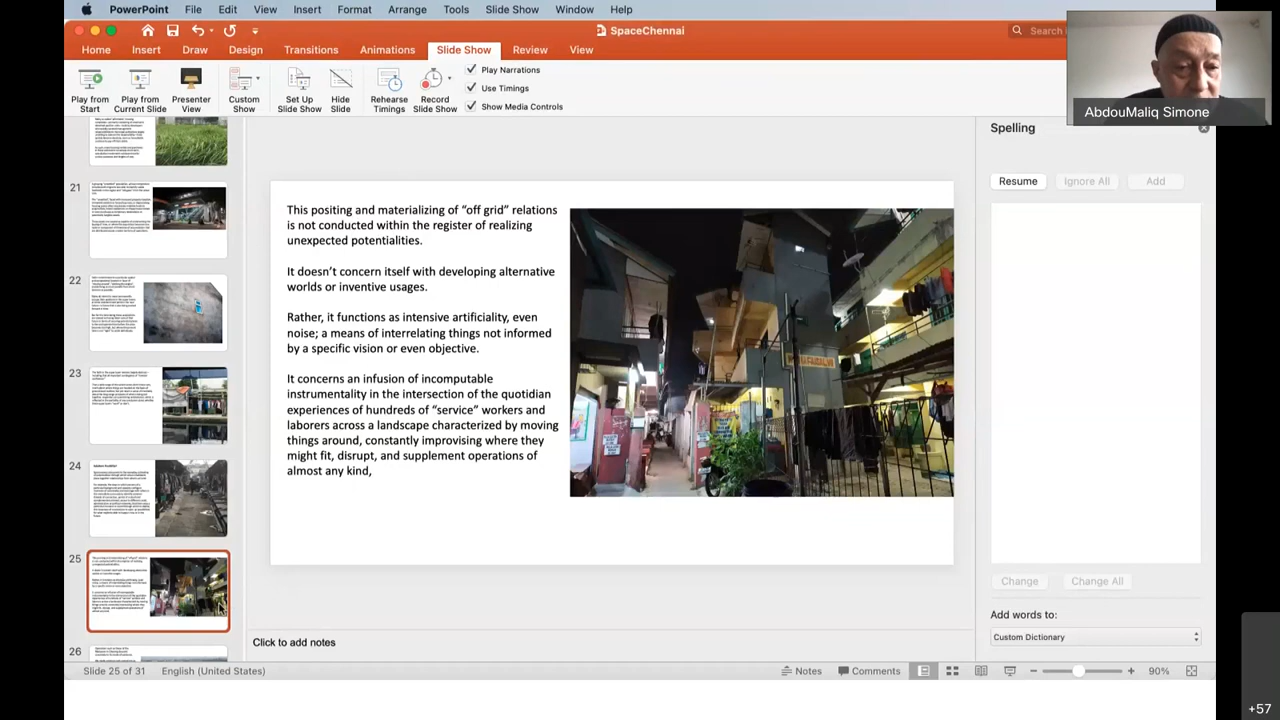 PowerPoint File Edit View Insert Format Arrange Tools Slide Show Window Help
SpaceChennai
Search
Home Insert Draw Design Transitions Animations Slide Show Review View
Play from Start
Play from Current Slide
Presenter View
Custom Show
Set Up Slide Show
Hide Slide
Rehearse Timings
Record Slide Show
Play Narrations
Use Timings
Show Media Controls
AbdouMaliq Simone
Spelling
Resume Ignore All Add
21
22
23
24
25
26
This positing and materializing of “off grid” relations
is not conducted within the register of realizing
unexpected potentialities.
It doesn’t concern itself with developing alternative
worlds or inventive usages.
Rather, it functions as intensive artificiality, even
ruse; a means of interrelating things not informed
by a specific vision or even objective.
It concerns an infusion of incomputable
instrumentality in the intersection of the quotidian
experiences of hundreds of “service” workers and
laborers across a landscape characterized by moving
things around, constantly improvising where they
might fit, disrupt, and supplement operations of
almost any kind,
Change Change All
Add words to:
Custom Dictionary
Click to add notes
Slide 25 of 31 English (United States) Notes Comments 90%
+57